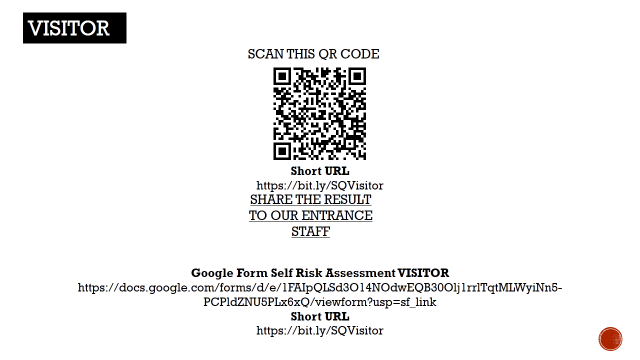 VISITOR
SCAN THIS QR CODE
Short URL
https://bit.ly/SQVisitor
SHARE THE RESULT
TO OUR ENTRANCE
STAFF
Google Form Self Risk Assessment VISITOR
https://docs.google.com/forms/d/e/1FAIpQLSd3O14NOdwEQB30Olj1rrlTqtMLWyiNn5-
PCPldZNU5PLx6xQ/viewform?usp=sf_link
Short URL
https://bit.ly/SQVisitor